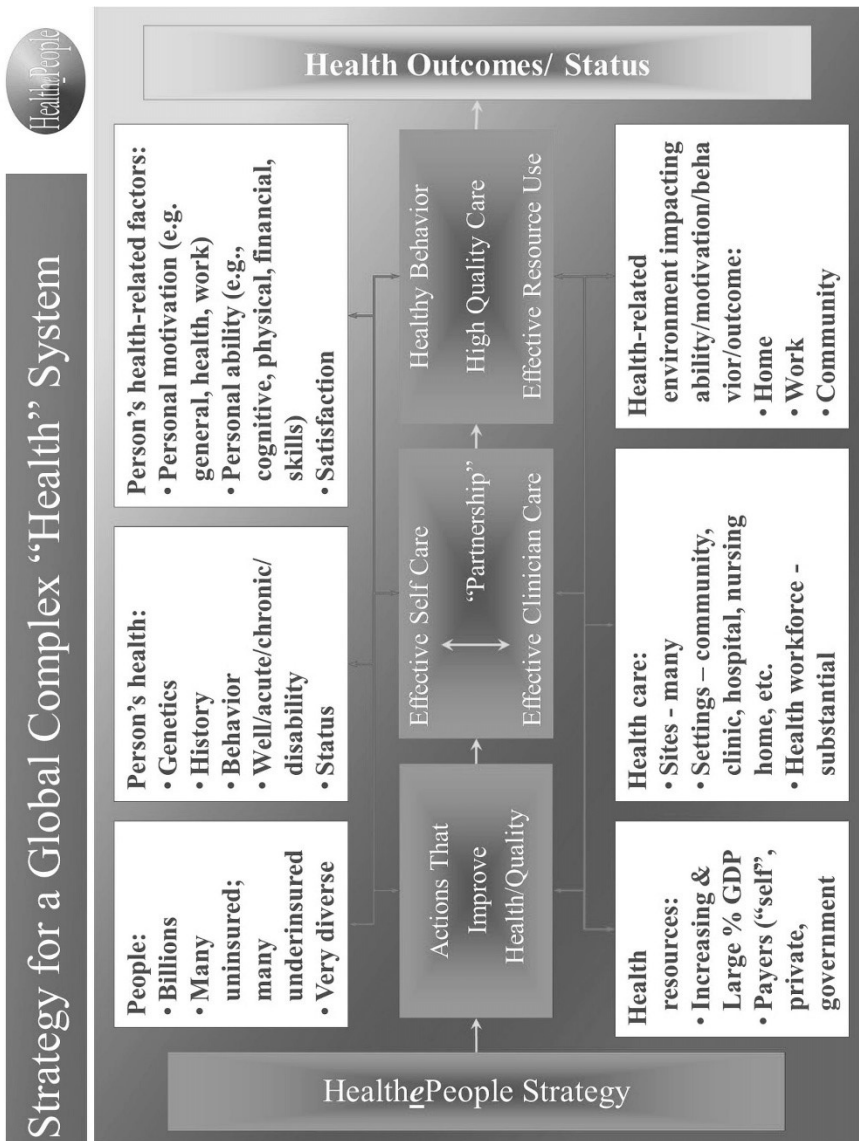 Strategy for a Global Complex “Health” System
HealthePeople
People:
• Billions
• Many
uninsured;
many
underinsured
• Very diverse
Person’s health:
• Genetics
• History
• Behavior
• Well/acute/chronic/
disability
• Status
Person’s health-related factors:
• Personal motivation (e.g.
general, health, work)
• Personal ability (e.g.,
cognitive, physical, financial,
skills)
• Satisfaction
HealthePeople Strategy
Actions That
Improve
Health/Quality
Effective Self Care
“Partnership”
Effective Clinician Care
Healthy Behavior
High Quality Care
Effective Resource Use
Health Outcomes/ Status
Health
resources:
• Increasing &
Large % GDP
• Payers (“self”,
private,
government
Health care:
• Sites - many
• Settings – community,
clinic, hospital, nursing
home, etc.
• Health workforce -
substantial
Health-related
environment impacting
ability/motivation/beha
vior/outcome:
• Home
• Work
• Community